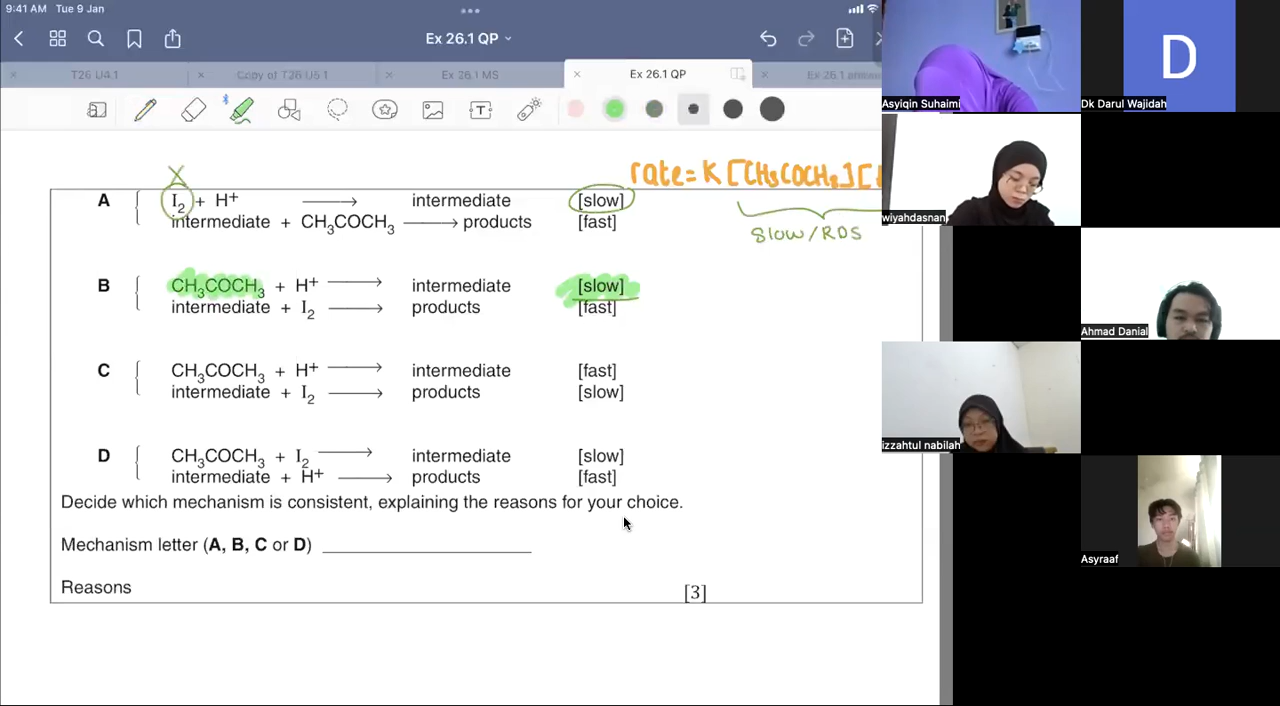 9:41 AM Tue 9 Jan
Ex 26.1 QP
T26 U4.1
Copy of T26 U5.1
Ex 26.1 MS
Ex 26.1 QP
Ex 26.1
X
rate = K [CH3COCH3][
Slow / RDS
A I2 + H+ ⟶ intermediate [slow]
intermediate + CH3COCH3 ⟶ products [fast]
B CH3COCH3 + H+ ⟶ intermediate [slow]
intermediate + I2 ⟶ products [fast]
C CH3COCH3 + H+ ⟶ intermediate [fast]
intermediate + I2 ⟶ products [slow]
D CH3COCH3 + I2 ⟶ intermediate [slow]
intermediate + H+ ⟶ products [fast]
Decide which mechanism is consistent, explaining the reasons for your choice.
Mechanism letter (A, B, C or D)
Reasons
[3]
Asyiqin Suhaimi
D
Dk Darul Wajidah
wiyahdasnan
Ahmad Danial
izzahtul nabilah
Asyraaf